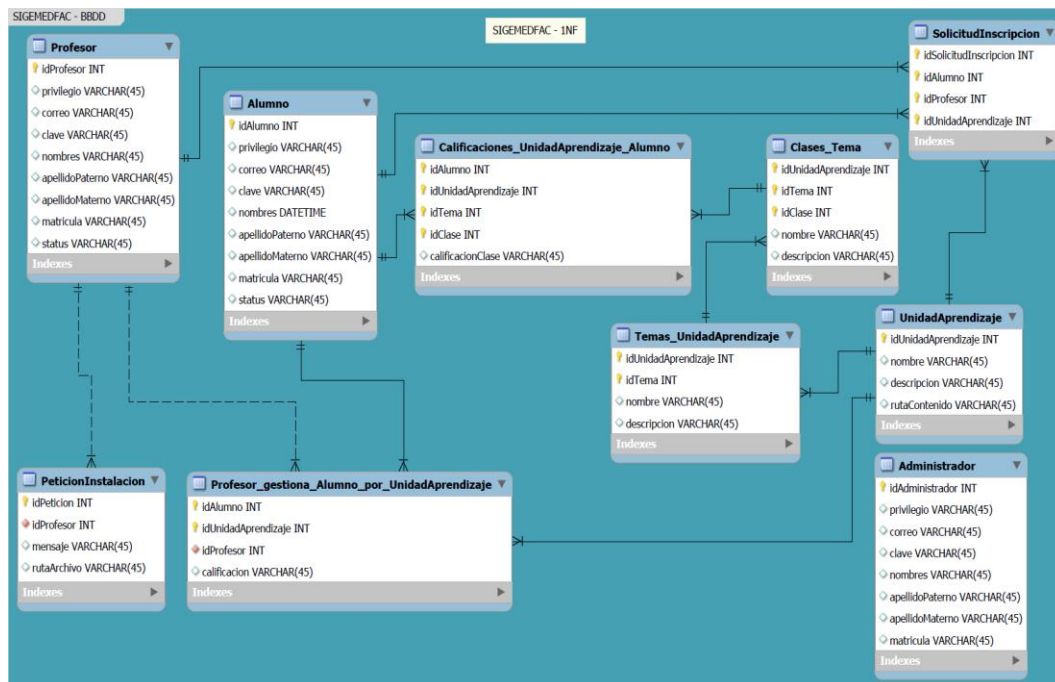 SIGEMEDFAC - BBDD
SIGEMEDFAC - 1NF
Profesor
idProfesor INT
privilegio VARCHAR(45)
correo VARCHAR(45)
clave VARCHAR(45)
nombres VARCHAR(45)
apellidoPaterno VARCHAR(45)
apellidoMaterno VARCHAR(45)
matricula VARCHAR(45)
status VARCHAR(45)
Indexes
Alumno
idAlumno INT
privilegio VARCHAR(45)
correo VARCHAR(45)
clave VARCHAR(45)
nombres DATETIME
apellidoPaterno VARCHAR(45)
apellidoMaterno VARCHAR(45)
matricula VARCHAR(45)
status VARCHAR(45)
Indexes
Calificaciones_UnidadAprendizaje_Alumno
idAlumno INT
idUnidadAprendizaje INT
idTema INT
idClase INT
calificacionClase VARCHAR(45)
Indexes
Clases_Tema
idUnidadAprendizaje INT
idTema INT
idClase INT
nombre VARCHAR(45)
descripcion VARCHAR(45)
Indexes
SolicitudInscripcion
idSolicitudInscripcion INT
idAlumno INT
idProfesor INT
idUnidadAprendizaje INT
Indexes
Temas_UnidadAprendizaje
idUnidadAprendizaje INT
idTema INT
nombre VARCHAR(45)
descripcion VARCHAR(45)
Indexes
UnidadAprendizaje
idUnidadAprendizaje INT
nombre VARCHAR(45)
descripcion VARCHAR(45)
rutaContenido VARCHAR(45)
Indexes
PeticionInstalacion
idPeticion INT
idProfesor INT
mensaje VARCHAR(45)
rutaArchivo VARCHAR(45)
Indexes
Profesor_gestiona_Alumno_por_UnidadAprendizaje
idAlumno INT
idUnidadAprendizaje INT
idProfesor INT
calificacion VARCHAR(45)
Indexes
Administrador
idAdministrador INT
privilegio VARCHAR(45)
correo VARCHAR(45)
clave VARCHAR(45)
nombres VARCHAR(45)
apellidoPaterno VARCHAR(45)
apellidoMaterno VARCHAR(45)
matricula VARCHAR(45)
Indexes